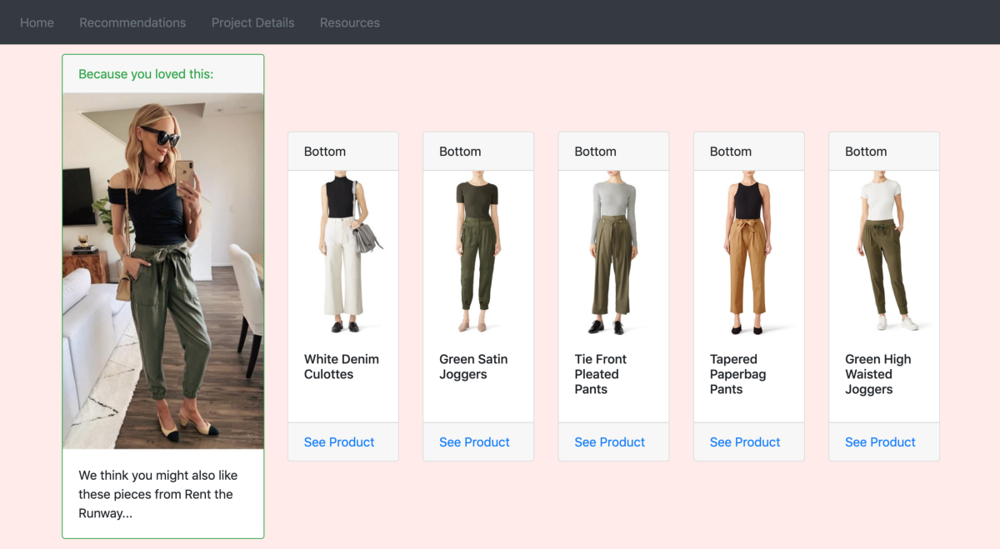 Home Recommendations Project Details Resources
Because you loved this:
We think you might also like
these pieces from Rent the
Runway...
Bottom
White Denim
Culottes
See Product
Bottom
Green Satin
Joggers
See Product
Bottom
Tie Front
Pleated
Pants
See Product
Bottom
Tapered
Paperbag
Pants
See Product
Bottom
Green High
Waisted
Joggers
See Product